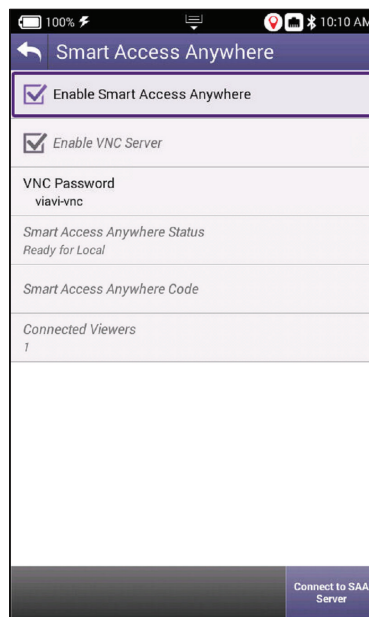 100% 10:10 AM
Smart Access Anywhere
Enable Smart Access Anywhere
Enable VNC Server
VNC Password
viavi-vnc
Smart Access Anywhere Status
Ready for Local
Smart Access Anywhere Code
Connected Viewers
1
Connect to SAA
Server